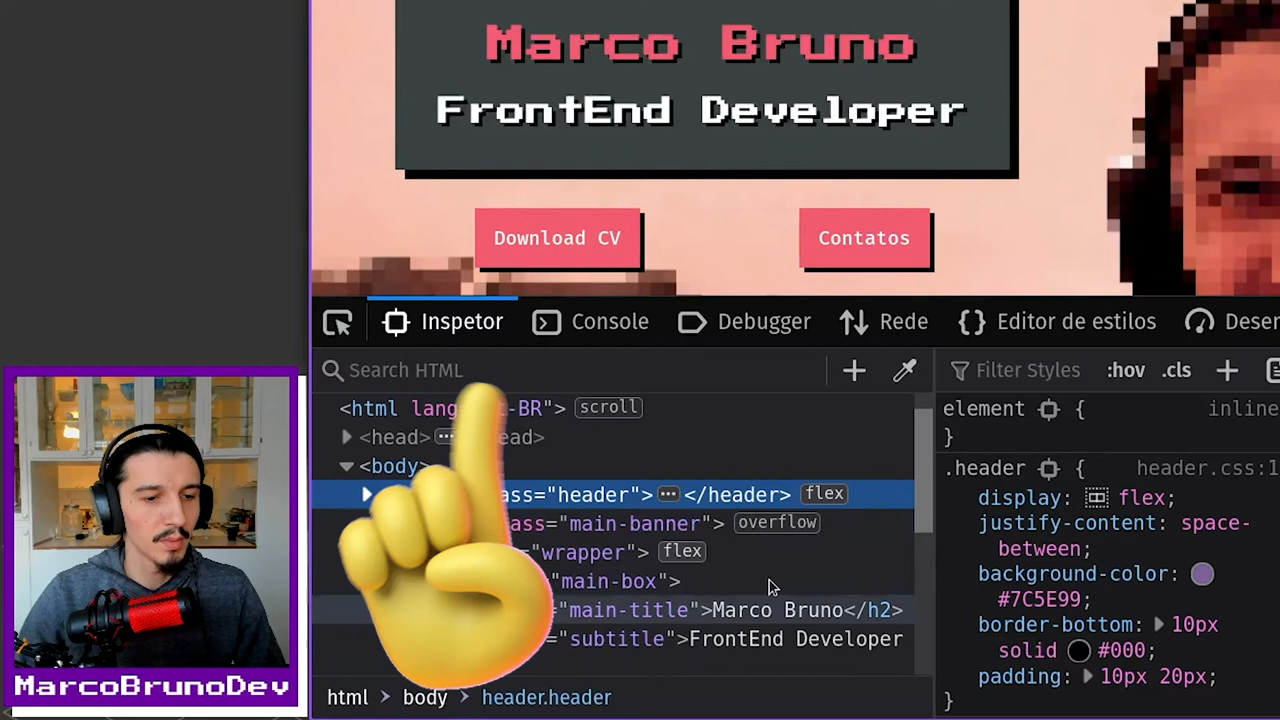 Marco Bruno
FrontEnd Developer
Download CV
Contatos
Inspetor
Console
Debugger
Rede
Editor de estilos
Search HTML
Filter Styles
:hov
.cls
<html lang -BR"> scroll
<head> ead>
<body>
ass="header"> </header> flex
ass="main-banner"> overflow
="wrapper"> flex
="main-box">
="main-title">Marco Bruno</h2>
="subtitle">FrontEnd Developer
html > body > header.header
element {
inline
}
.header {
header.css:1
display: flex;
justify-content: space-
between;
background-color:
#7C5E99;
border-bottom: 10px
solid #000;
padding: 10px 20px;
}
MarcoBrunoDev